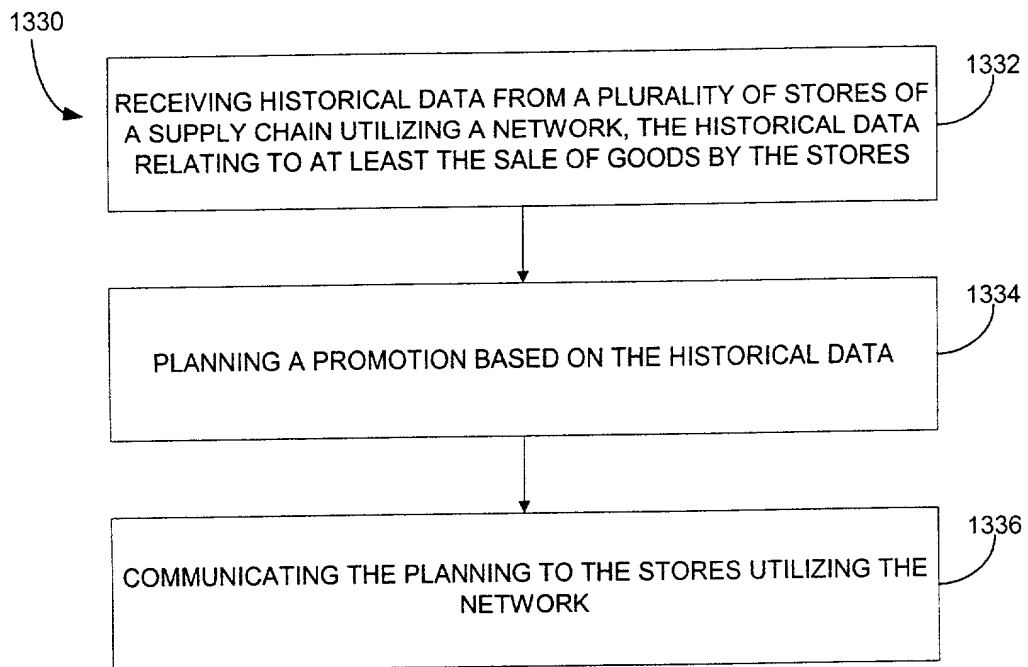 1330
1332
RECEIVING HISTORICAL DATA FROM A PLURALITY OF STORES OF
A SUPPLY CHAIN UTILIZING A NETWORK, THE HISTORICAL DATA
RELATING TO AT LEAST THE SALE OF GOODS BY THE STORES
1334
PLANNING A PROMOTION BASED ON THE HISTORICAL DATA
1336
COMMUNICATING THE PLANNING TO THE STORES UTILIZING THE
NETWORK